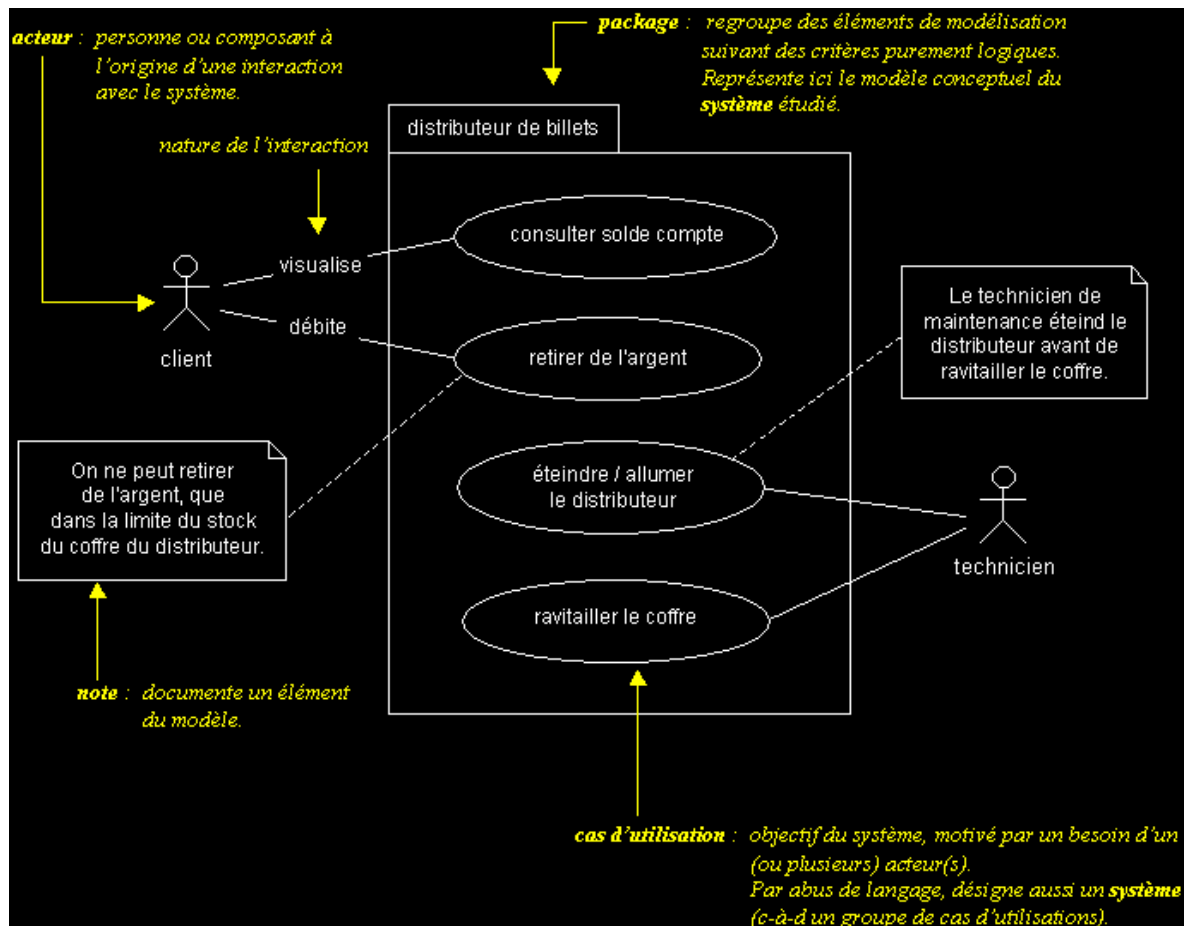 acteur : personne ou composant à
l'origine d'une interaction
avec le système.
package : regroupe des éléments de modélisation
suivant des critères purement logiques.
Représente ici le modèle conceptuel du
système étudié.
nature de l'interaction
distributeur de billets
consulter solde compte
visualise
débite
client
retirer de l'argent
Le technicien de
maintenance éteind le
distributeur avant de
ravitailler le coffre.
On ne peut retirer
de l'argent, que
dans la limite du stock
du coffre du distributeur.
éteindre / allumer
le distributeur
technicien
ravitailler le coffre
note : documente un élément
du modèle.
cas d'utilisation : objectif du système, motivé par un besoin d'un
(ou plusieurs) acteur(s).
Par abus de langage, désigne aussi un système
(c-à-d un groupe de cas d'utilisations).